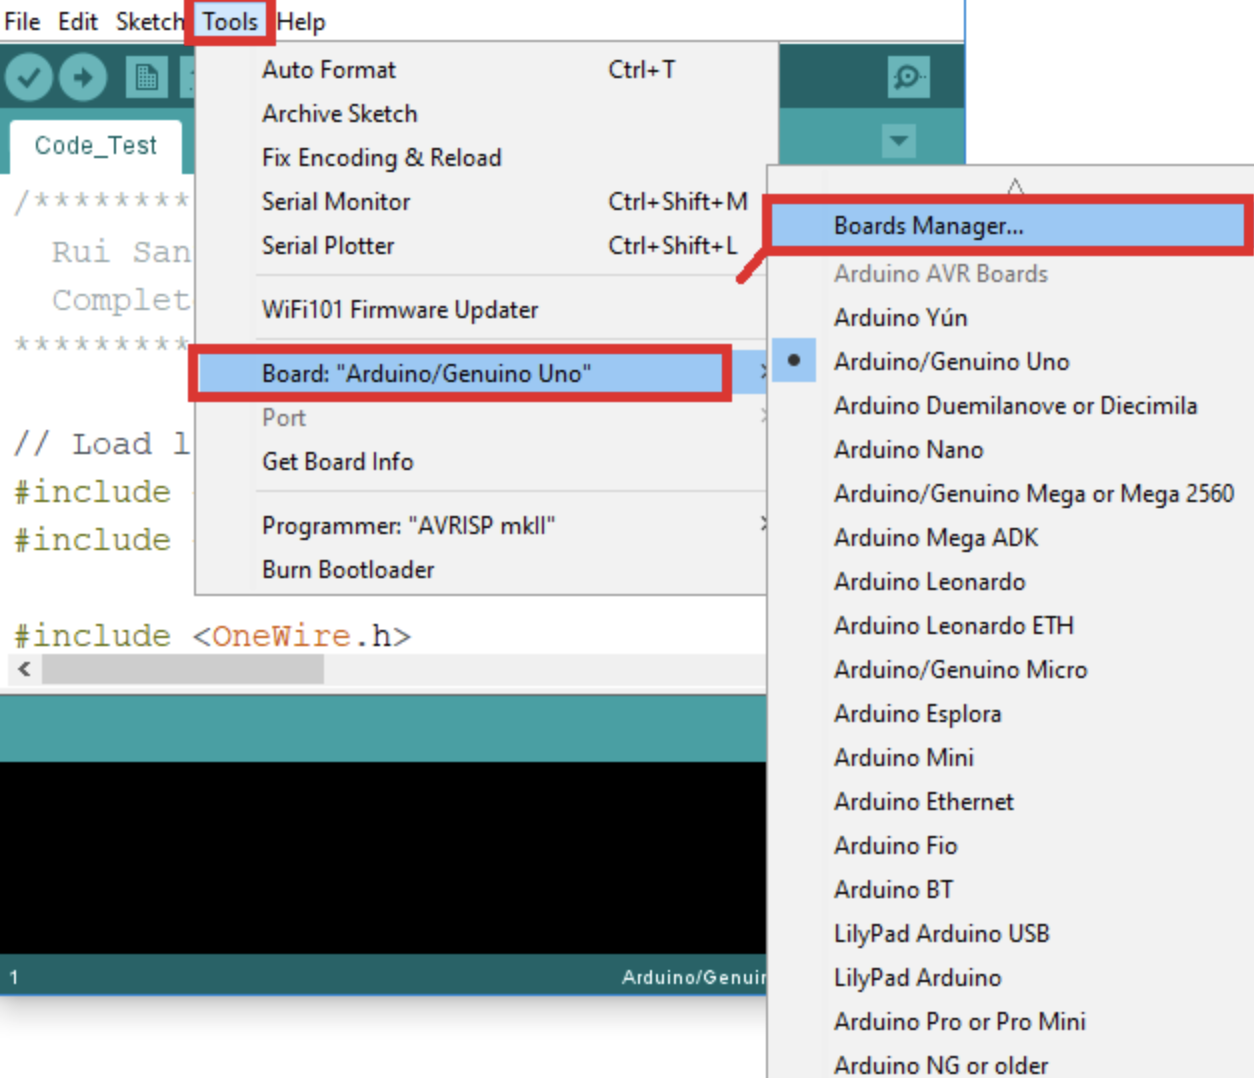 File Edit Sketch Tools Help
Auto Format Ctrl+T
Archive Sketch
Fix Encoding & Reload
Serial Monitor Ctrl+Shift+M
Serial Plotter Ctrl+Shift+L
WiFi101 Firmware Updater
Board: "Arduino/Genuino Uno"
Port
Get Board Info
Programmer: "AVRISP mkII"
Burn Bootloader
Boards Manager...
Arduino AVR Boards
Arduino Yún
Arduino/Genuino Uno
Arduino Duemilanove or Diecimila
Arduino Nano
Arduino/Genuino Mega or Mega 2560
Arduino Mega ADK
Arduino Leonardo
Arduino Leonardo ETH
Arduino/Genuino Micro
Arduino Esplora
Arduino Mini
Arduino Ethernet
Arduino Fio
Arduino BT
LilyPad Arduino USB
LilyPad Arduino
Arduino Pro or Pro Mini
Arduino NG or older
Code_Test
/*********
Rui San
Complet
*********
// Load l
#include
#include
#include <OneWire.h>
1 Arduino/Genuin